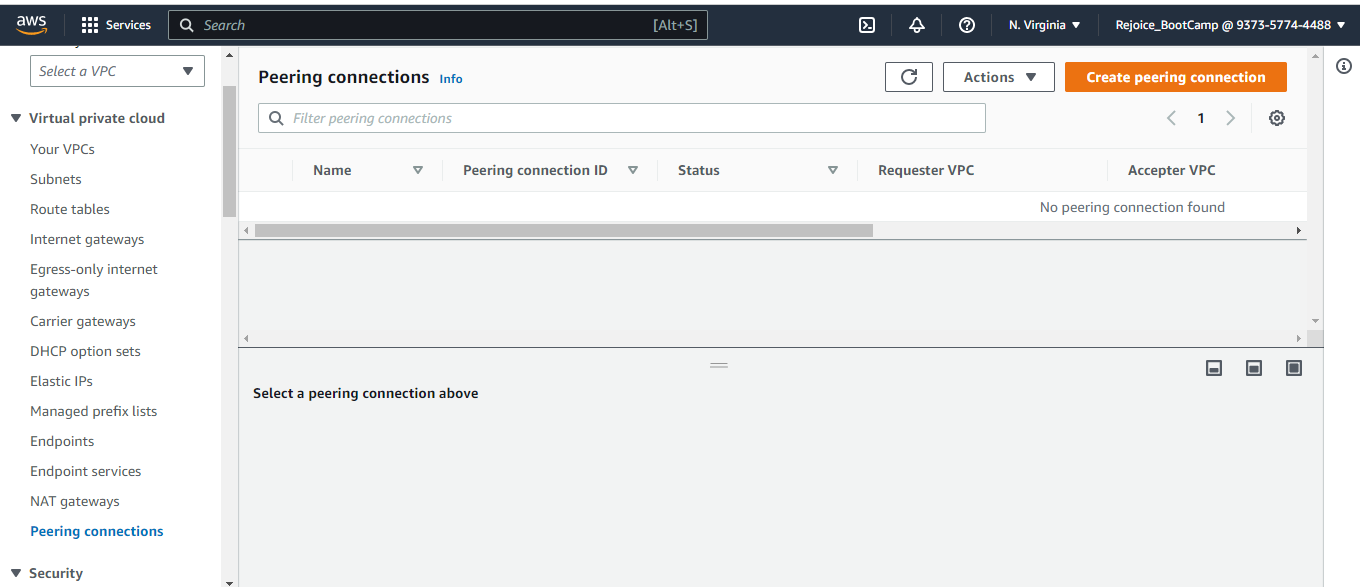 aws
Services
Search
[Alt+S]
N. Virginia
Rejoice_BootCamp @ 9373-5774-4488
Select a VPC
Virtual private cloud
Your VPCs
Subnets
Route tables
Internet gateways
Egress-only internet
gateways
Carrier gateways
DHCP option sets
Elastic IPs
Managed prefix lists
Endpoints
Endpoint services
NAT gateways
Peering connections
Security
Peering connections Info
Actions
Create peering connection
Filter peering connections
1
Name
Peering connection ID
Status
Requester VPC
Accepter VPC
No peering connection found
Select a peering connection above